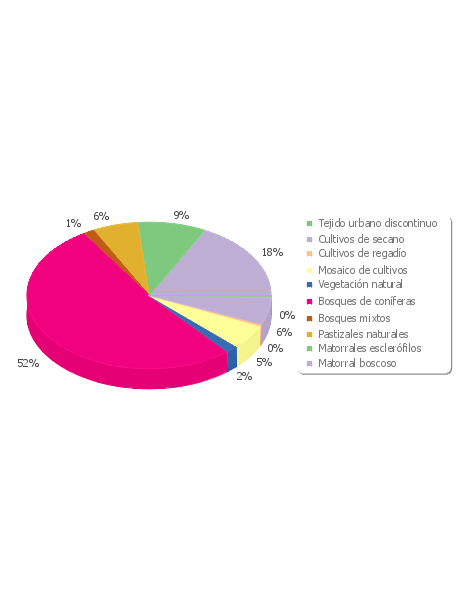 9%
6%
1%
18%
0%
6%
0%
5%
2%
52%
Tejido urbano discontinuo
Cultivos de secano
Cultivos de regadío
Mosaico de cultivos
Vegetación natural
Bosques de coníferas
Bosques mixtos
Pastizales naturales
Matorrales esclerófilos
Matorral boscoso